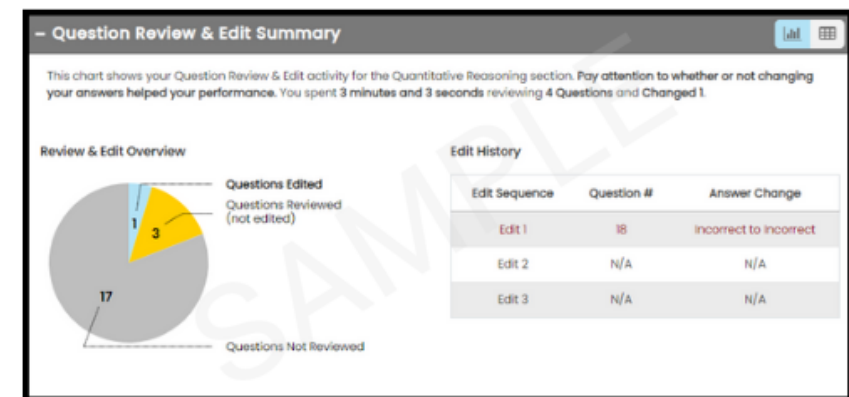 – Question Review & Edit Summary
This chart shows your Question Review & Edit activity for the Quantitative Reasoning section. Pay attention to whether or not changing
your answers helped your performance. You spent 3 minutes and 3 seconds reviewing 4 Questions and Changed 1.
Review & Edit Overview
Questions Edited
Questions Reviewed
(not edited)
1
3
17
Questions Not Reviewed
Edit History
Edit Sequence Question # Answer Change
Edit 1 18 Incorrect to Incorrect
Edit 2 N/A N/A
Edit 3 N/A N/A
SAMPLE